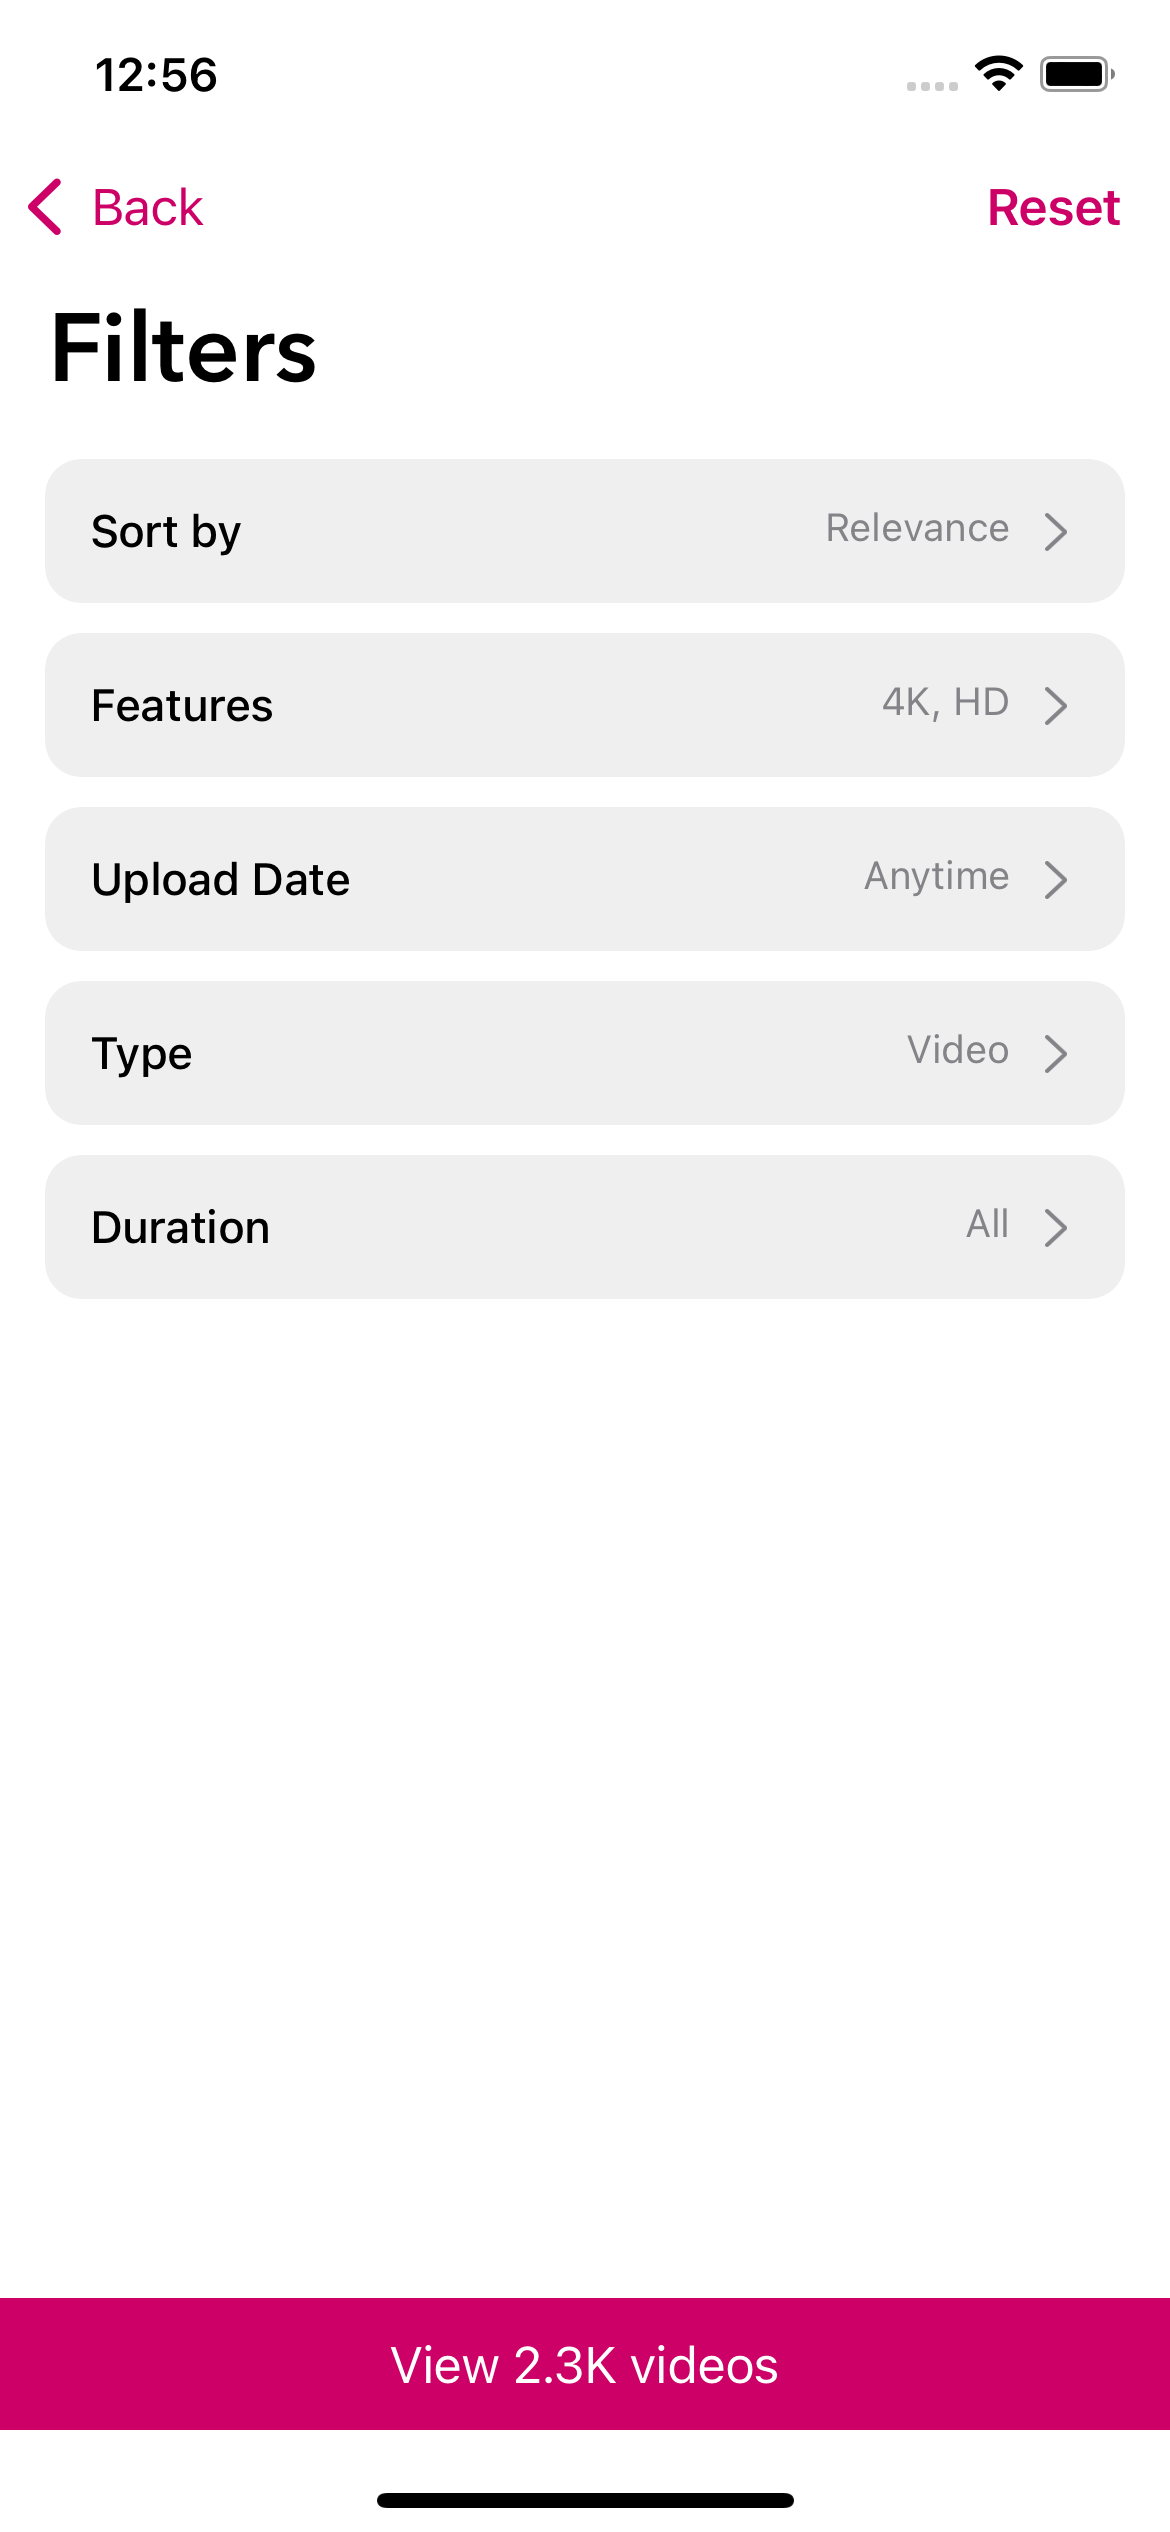 12:56
Back
Reset
Filters
Sort by Relevance
Features 4K, HD
Upload Date Anytime
Type Video
Duration All
View 2.3K videos